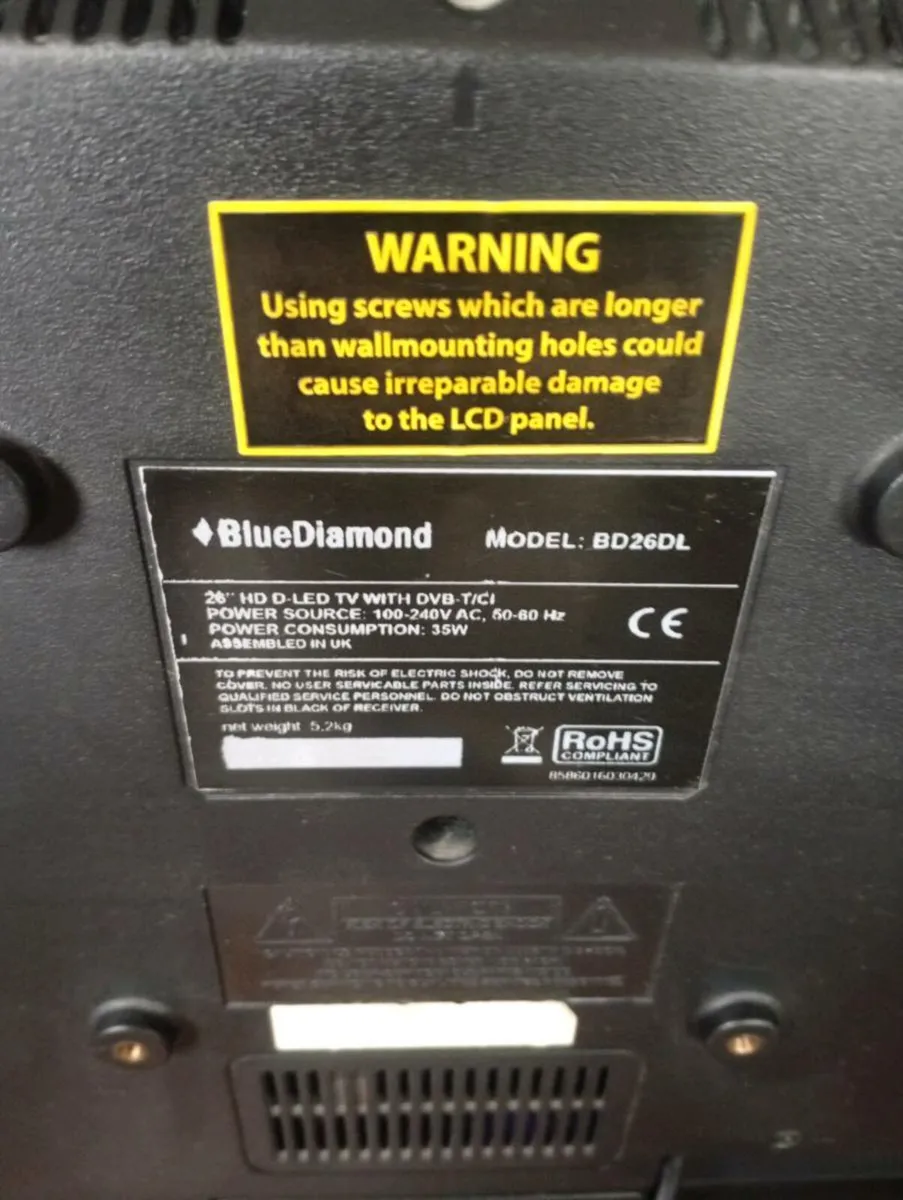 WARNING
Using screws which are longer
than wallmounting holes could
cause irreparable damage
to the LCD panel.
BlueDiamond MODEL: BD26DL
26" HD D-LED TV WITH DVB-T/CI
POWER SOURCE: 100-240V AC, 50-60 Hz
POWER CONSUMPTION: 35W
ASSEMBLED IN UK
CE
TO PREVENT THE RISK OF ELECTRIC SHOCK, DO NOT REMOVE
COVER. NO USER SERVICABLE PARTS INSIDE. REFER SERVICING TO
QUALIFIED SERVICE PERSONNEL. DO NOT OBSTRUCT VENTILATION
SLOTS IN BLACK OF RECEIVER.
net weight 5.2kg
RoHS
COMPLIANT
8586016030429